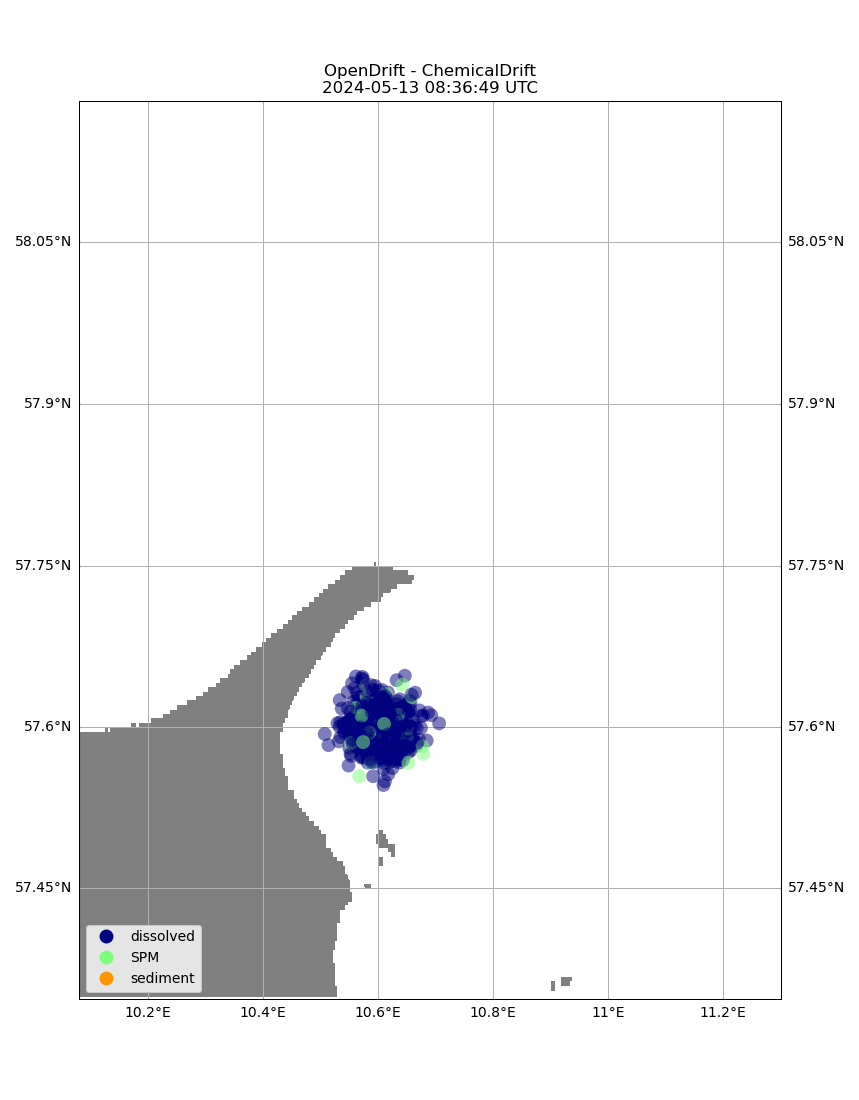 OpenDrift - ChemicalDrift
2024-05-13 08:36:49 UTC
58.05°N 58.05°N
57.9°N 57.9°N
57.75°N 57.75°N
57.6°N 57.6°N
57.45°N 57.45°N
dissolved
SPM
sediment
10.2°E 10.4°E 10.6°E 10.8°E 11°E 11.2°E